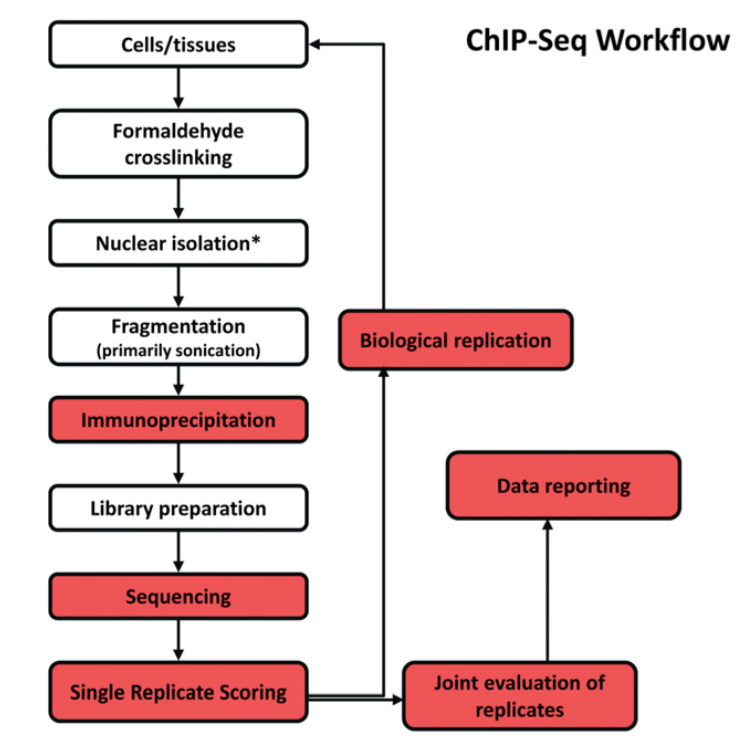 ChIP-Seq Workflow
Cells/tissues
Formaldehyde
crosslinking
Nuclear isolation*
Fragmentation
(primarily sonication)
Biological replication
Immunoprecipitation
Data reporting
Library preparation
Sequencing
Single Replicate Scoring
Joint evaluation of
replicates